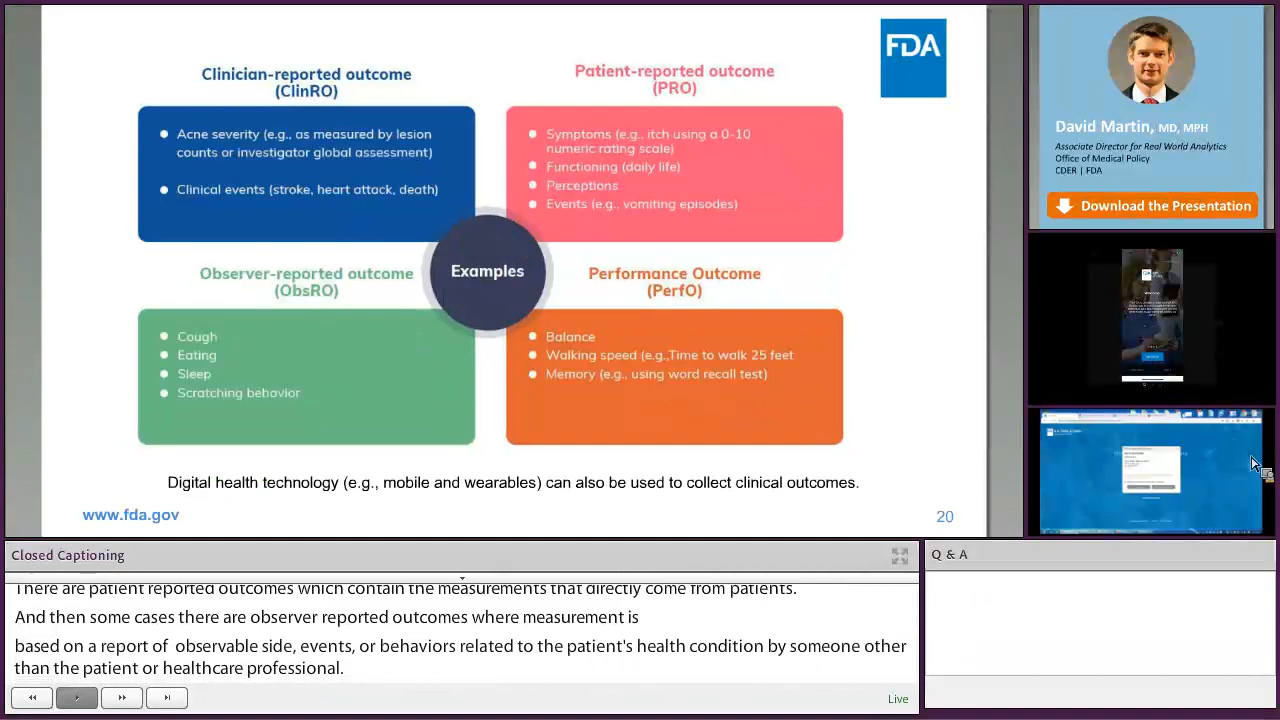 FDA
Clinician-reported outcome
(ClinRO)
Acne severity (e.g., as measured by lesion
counts or investigator global assessment)
Clinical events (stroke, heart attack, death)
Patient-reported outcome
(PRO)
Symptoms (e.g., itch using a 0-10
numeric rating scale)
Functioning (daily life)
Perceptions
Events (e.g., vomiting episodes)
Examples
Observer-reported outcome
(ObsRO)
Cough
Eating
Sleep
Scratching behavior
Performance Outcome
(PerfO)
Balance
Walking speed (e.g.,Time to walk 25 feet
Memory (e.g., using word recall test)
Digital health technology (e.g., mobile and wearables) can also be used to collect clinical outcomes.
www.fda.gov
20
David Martin, MD, MPH
Associate Director for Real World Analytics
Office of Medical Policy
CDER | FDA
Download the Presentation
FDA
Closed Captioning
There are patient reported outcomes which contain the measurements that directly come from patients.
And then some cases there are observer reported outcomes where measurement is
based on a report of observable side, events, or behaviors related to the patient's health condition by someone other
than the patient or healthcare professional.
Live
Q & A